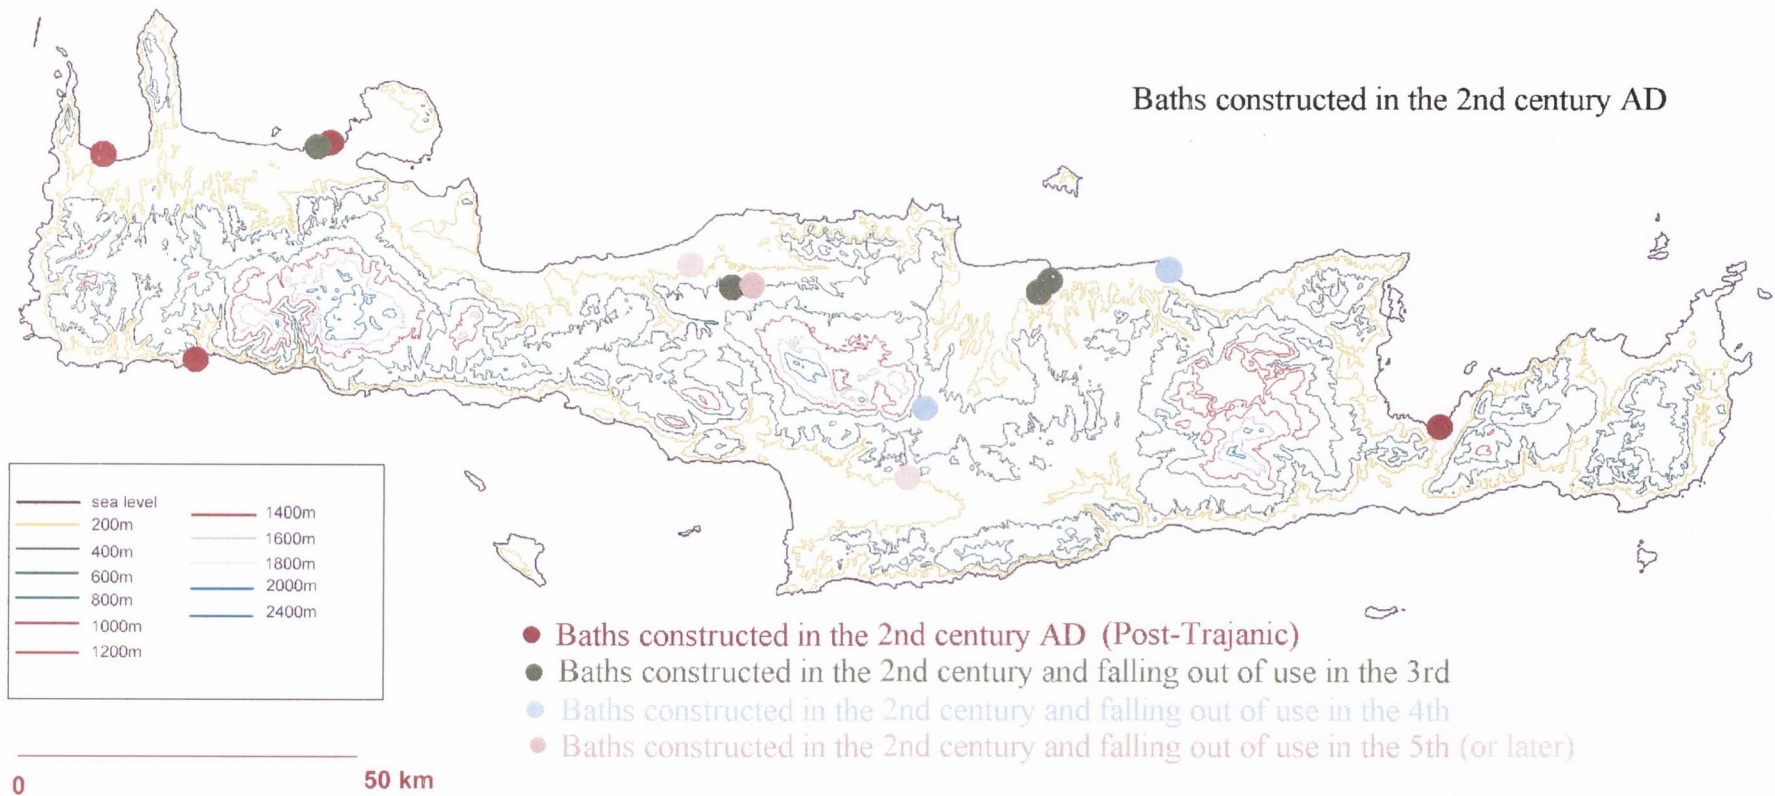 Baths constructed in the 2nd century AD
sea level
200m
400m
600m
800m
1000m
1200m
1400m
1600m
1800m
2000m
2400m
Baths constructed in the 2nd century AD (Post-Trajanic)
Baths constructed in the 2nd century and falling out of use in the 3rd
Baths constructed in the 2nd century and falling out of use in the 4th
Baths constructed in the 2nd century and falling out of use in the 5th (or later)
0
50 km